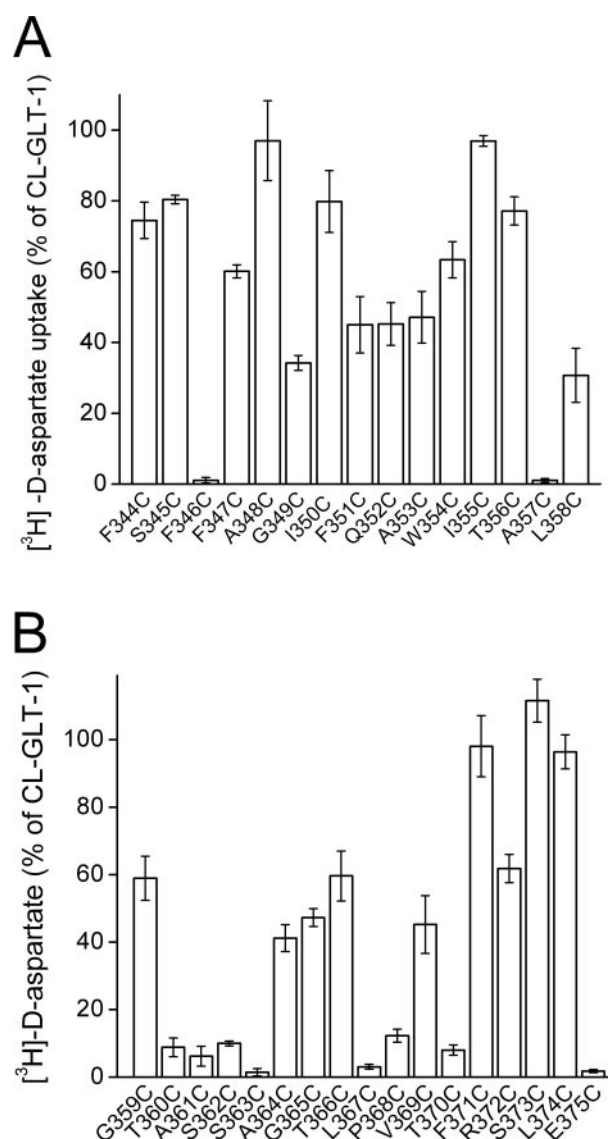 A
[³H] -D-aspartate uptake (% of CL-GLT-1)
100
80
60
40
20
0
F344C
S345C
F346C
F347C
A348C
G349C
I350C
F351C
Q352C
A353C
W354C
I355C
T356C
A357C
L358C
B
[³H]-D-aspartate (% of CL-GLT-1)
100
80
60
40
20
0
G359C
T360C
A361C
S362C
S363C
A364C
G365C
T366C
L367C
P368C
V369C
T370C
F371C
R372C
S373C
L374C
E375C